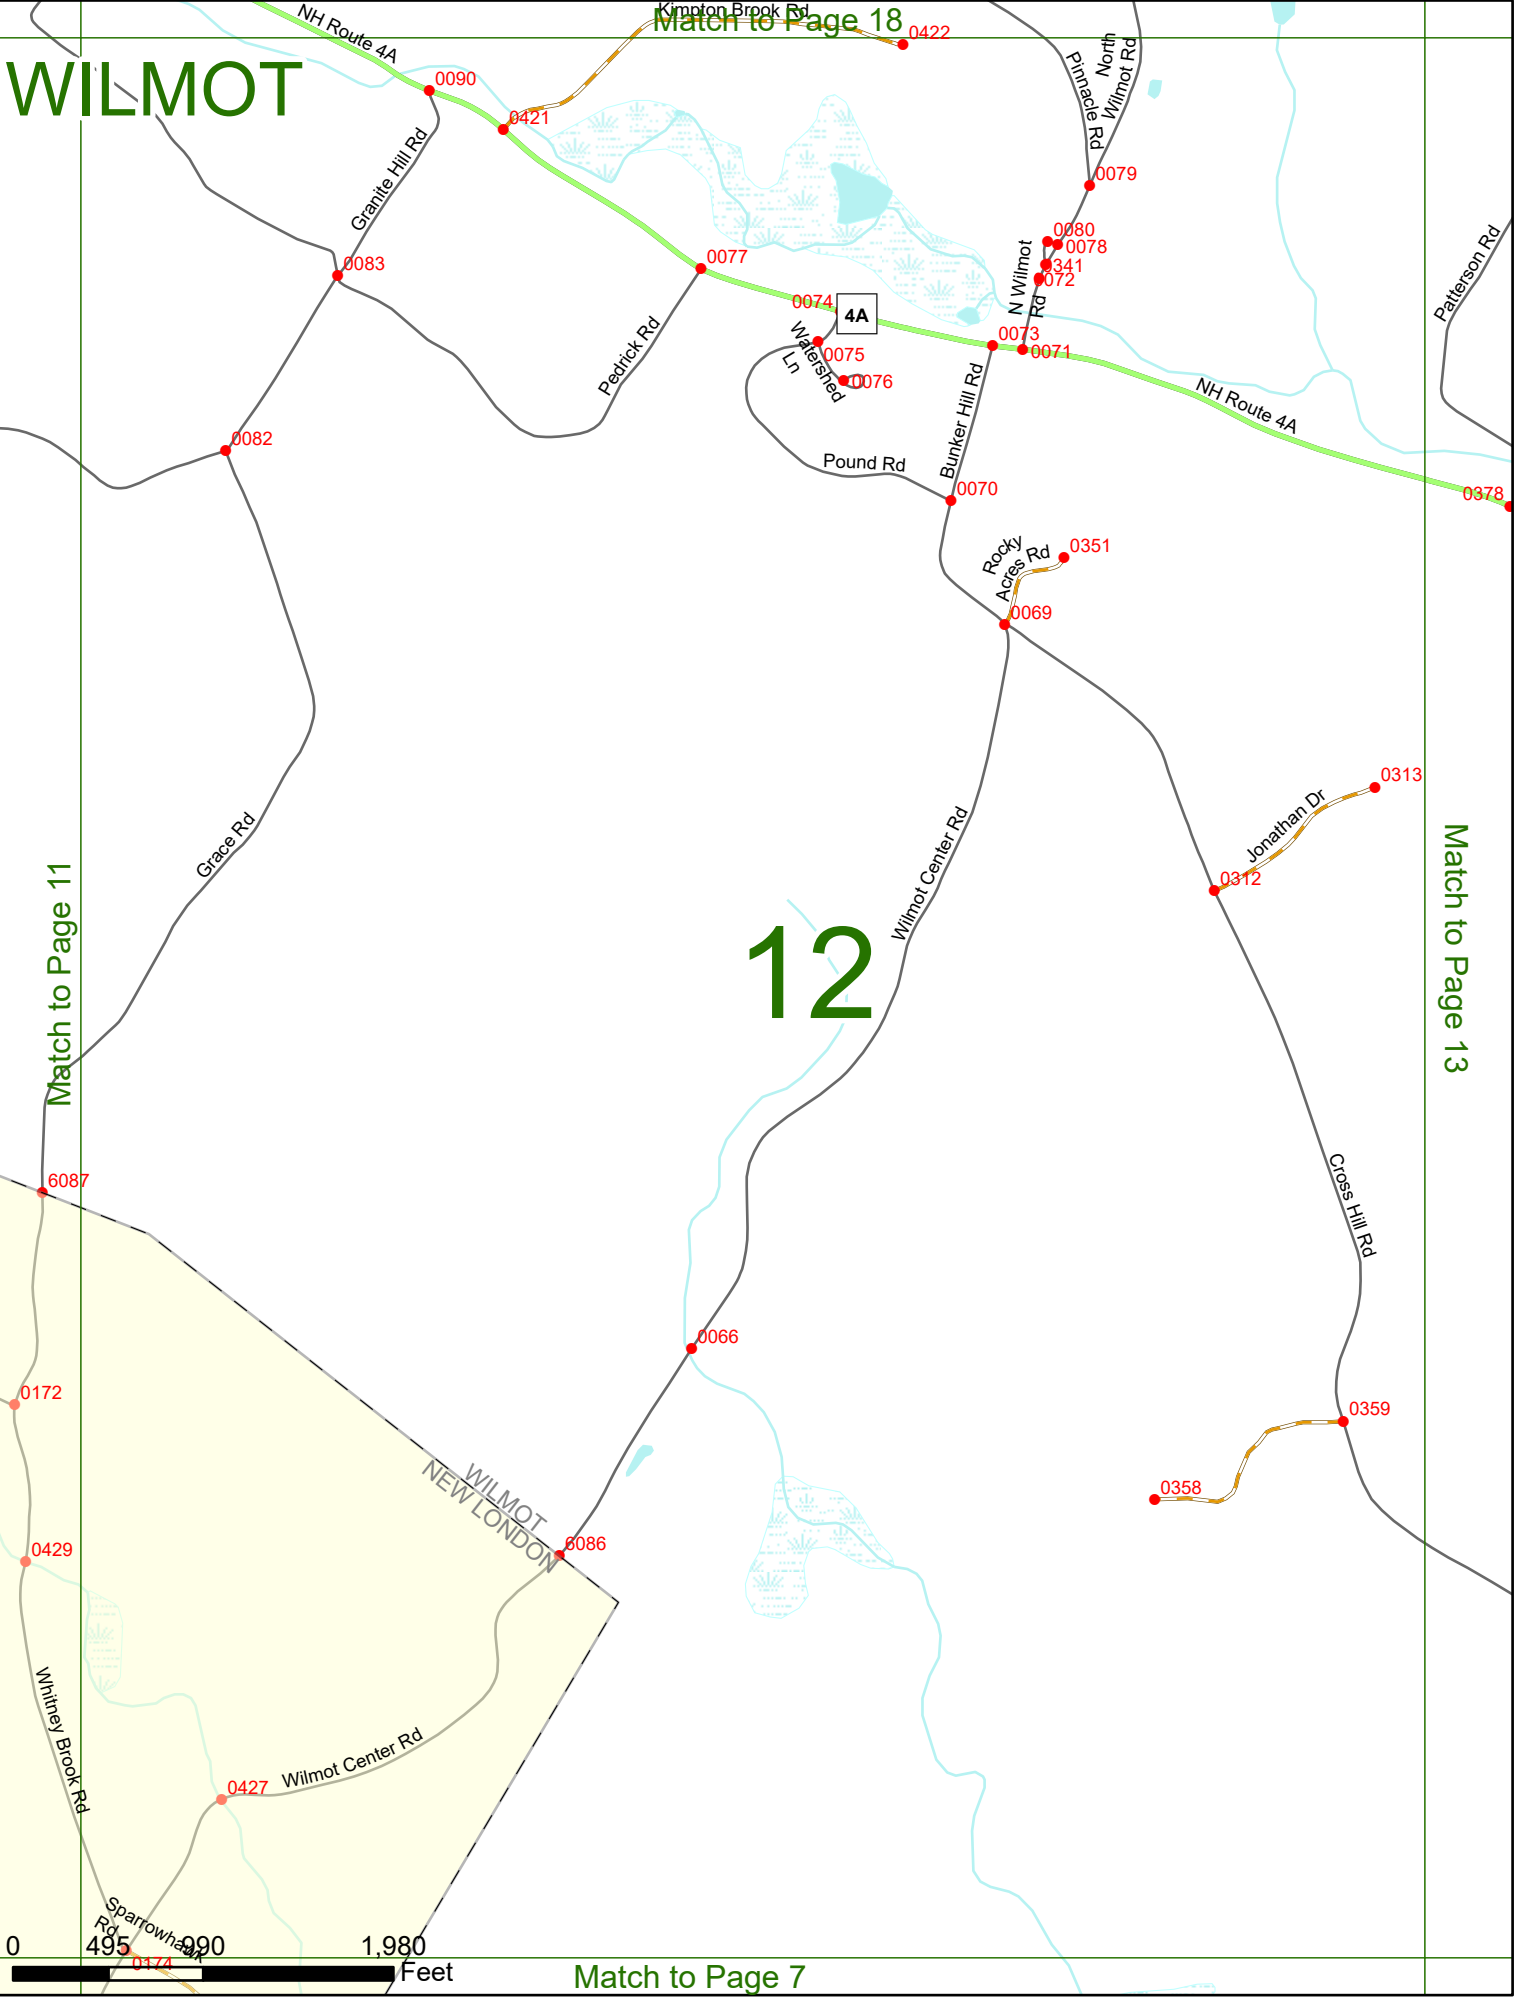 Kimpton Brook Rd
Match to Page 18
NH Route 4A
0422
WILMOT
0090
0421
Granite Hill Rd
Pinnacle Rd
North
Wilmot Rd
0079
0083
0077
0080
0078
0341
0072
N Wilmot
Rd
Patterson Rd
0074
4A
0073
0071
0075
0076
Watershed
Ln
Pedrick Rd
NH Route 4A
0082
Pound Rd
Bunker Hill Rd
0070
0378
Rocky
Acres Rd
0351
0069
0313
Jonathan Dr
0312
Grace Rd
Wilmot Center Rd
Match to Page 11
12
Match to Page 13
6087
Cross Hill Rd
0066
0172
0359
0358
WILMOT
NEW LONDON
6086
0429
Whitney Brook Rd
Wilmot Center Rd
0427
Sparrowhawk
Rd
0174
0 495 990 1,980
Feet
Match to Page 7